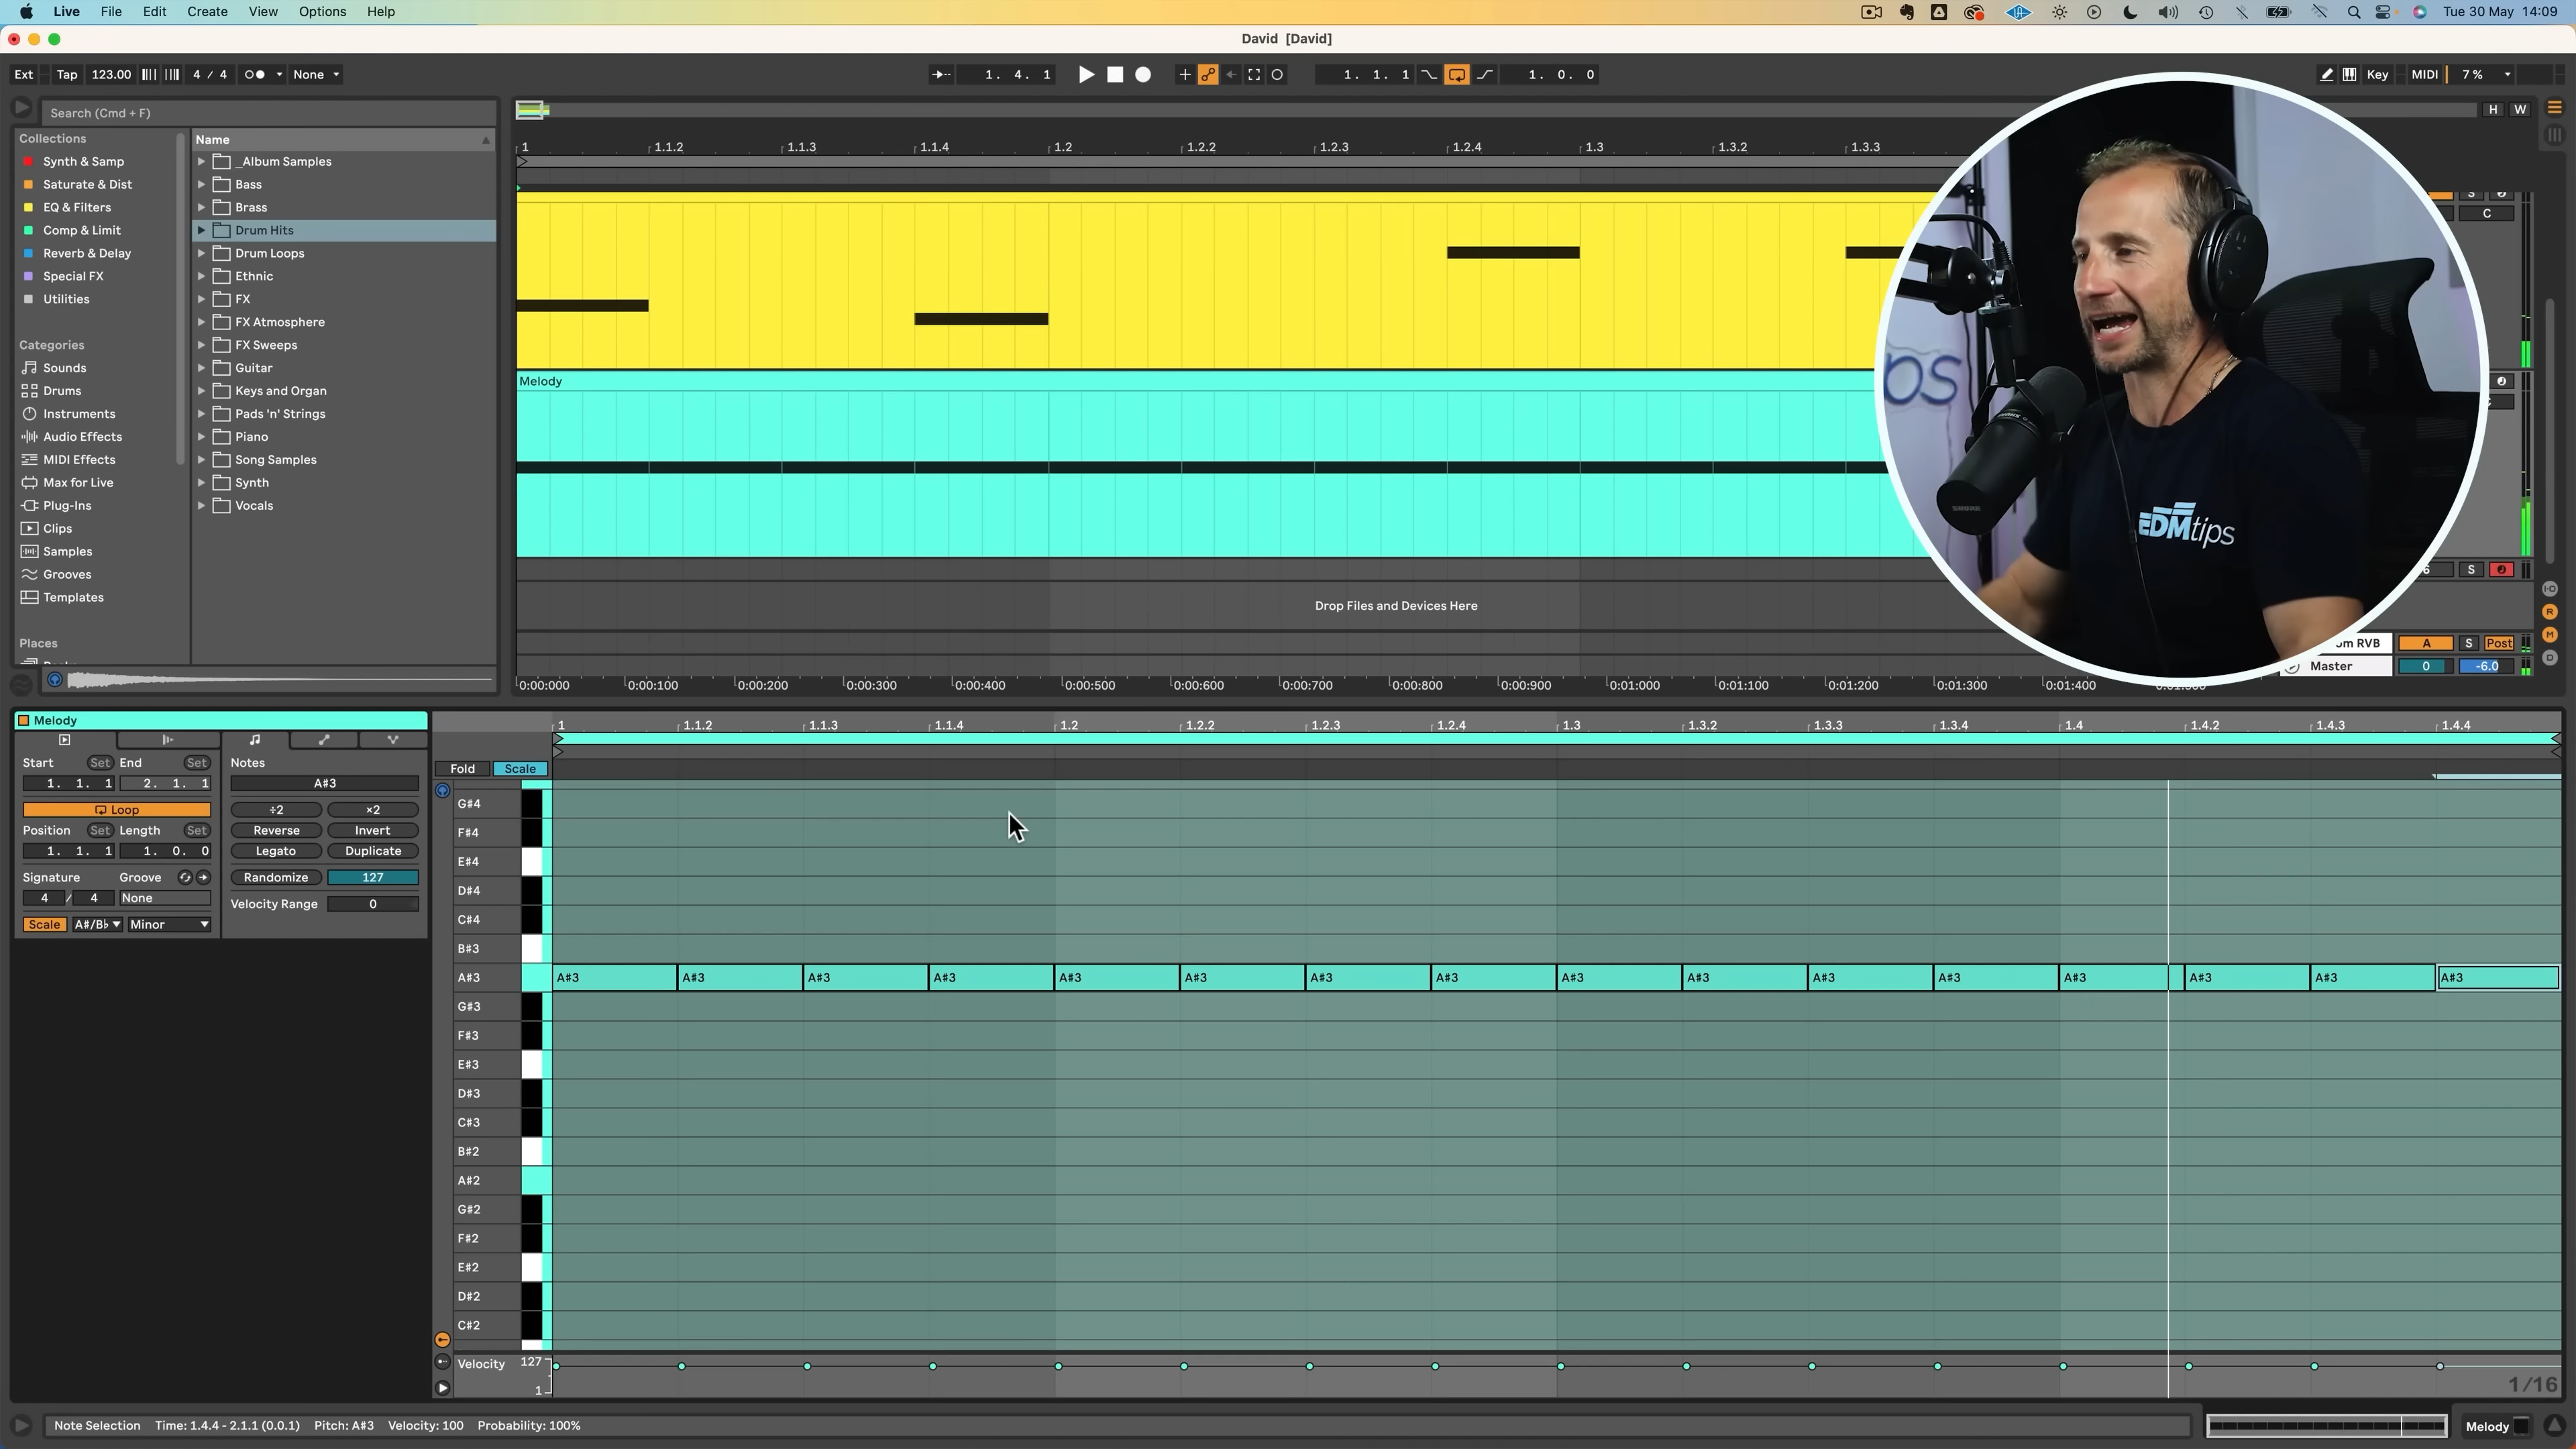 Live File Edit Create View Options Help
Tue 30 May 14:09
David [David]
Ext Tap 123.00 4 / 4 None
1. 4. 1
1. 1. 1
1. 0. 0
Key MIDI 7 %
Search (Cmd + F)
H W
Collections
Synth & Samp
Saturate & Dist
EQ & Filters
Comp & Limit
Reverb & Delay
Special FX
Utilities
Categories
Sounds
Drums
Instruments
Audio Effects
MIDI Effects
Max for Live
Plug-Ins
Clips
Samples
Grooves
Templates
Places
Name
_Album Samples
Bass
Brass
Drum Hits
Drum Loops
Ethnic
FX
FX Atmosphere
FX Sweeps
Guitar
Keys and Organ
Pads 'n' Strings
Piano
Song Samples
Synth
Vocals
1 1.1.2 1.1.3 1.1.4 1.2 1.2.2 1.2.3 1.2.4 1.3 1.3.2 1.3.3
C
Melody
S
Drop Files and Devices Here
om RVB A S Post
Master 0 -6.0
0:00:000 0:00:100 0:00:200 0:00:300 0:00:400 0:00:500 0:00:600 0:00:700 0:00:800 0:00:900 0:01:000 0:01:100 0:01:200 0:01:300 0:01:400
ps
SHURE
EDMtips
Melody
Start Set End Set
1. 1. 1 2. 1. 1
Loop
Position Set Length Set
1. 1. 1 1. 0. 0
Signature Groove
4 / 4 None
Scale A#/B♭ Minor
Notes
A#3
÷2 ×2
Reverse Invert
Legato Duplicate
Randomize 127
Velocity Range 0
1 1.1.2 1.1.3 1.1.4 1.2 1.2.2 1.2.3 1.2.4 1.3 1.3.2 1.3.3 1.3.4 1.4 1.4.2 1.4.3 1.4.4
Fold Scale
G#4
F#4
E#4
D#4
C#4
B#3
A#3 A#3 A#3 A#3 A#3 A#3 A#3 A#3 A#3 A#3 A#3 A#3 A#3 A#3 A#3 A#3 A#3
G#3
F#3
E#3
D#3
C#3
B#2
A#2
G#2
F#2
E#2
D#2
C#2
Velocity 127
1
1/16
Note Selection Time: 1.4.4 - 2.1.1 (0.0.1) Pitch: A#3 Velocity: 100 Probability: 100%
Melody